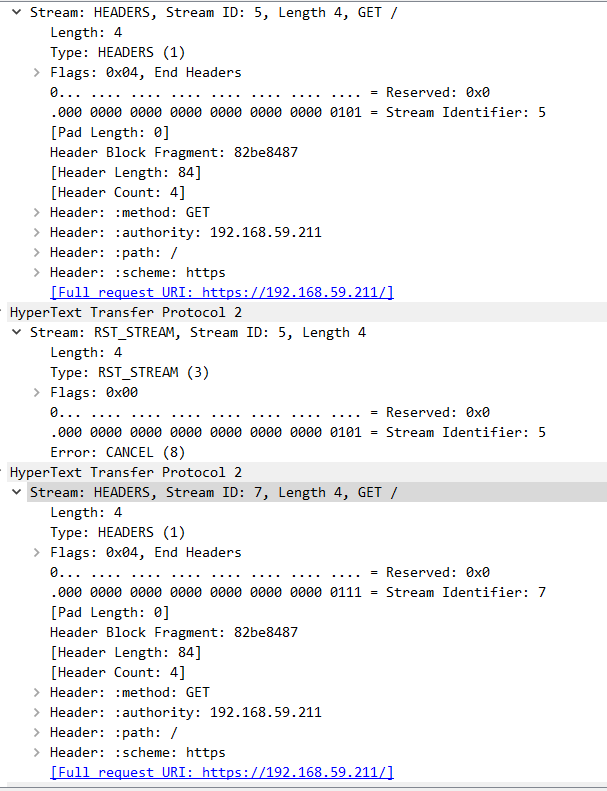 Stream: HEADERS, Stream ID: 5, Length 4, GET /
Length: 4
Type: HEADERS (1)
Flags: 0x04, End Headers
0... .... .... .... .... .... .... .... = Reserved: 0x0
.000 0000 0000 0000 0000 0000 0000 0101 = Stream Identifier: 5
[Pad Length: 0]
Header Block Fragment: 82be8487
[Header Length: 84]
[Header Count: 4]
Header: :method: GET
Header: :authority: 192.168.59.211
Header: :path: /
Header: :scheme: https
[Full request URI: https://192.168.59.211/]
HyperText Transfer Protocol 2
Stream: RST_STREAM, Stream ID: 5, Length 4
Length: 4
Type: RST_STREAM (3)
Flags: 0x00
0... .... .... .... .... .... .... .... = Reserved: 0x0
.000 0000 0000 0000 0000 0000 0000 0101 = Stream Identifier: 5
Error: CANCEL (8)
HyperText Transfer Protocol 2
Stream: HEADERS, Stream ID: 7, Length 4, GET /
Length: 4
Type: HEADERS (1)
Flags: 0x04, End Headers
0... .... .... .... .... .... .... .... = Reserved: 0x0
.000 0000 0000 0000 0000 0000 0000 0111 = Stream Identifier: 7
[Pad Length: 0]
Header Block Fragment: 82be8487
[Header Length: 84]
[Header Count: 4]
Header: :method: GET
Header: :authority: 192.168.59.211
Header: :path: /
Header: :scheme: https
[Full request URI: https://192.168.59.211/]